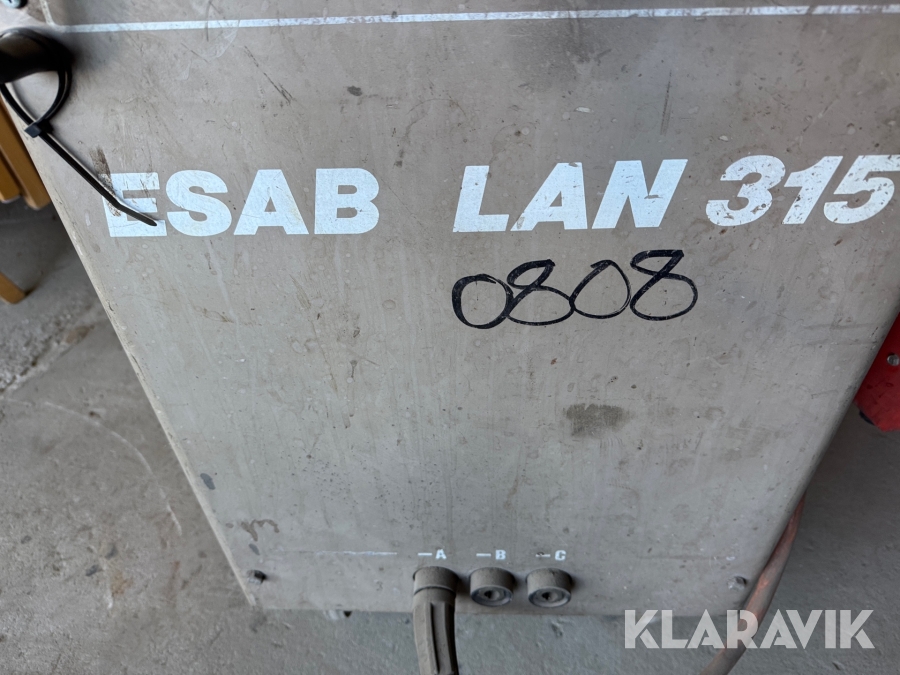 ESAB LAN 315
0808
-A -B -C
KLARAVIK